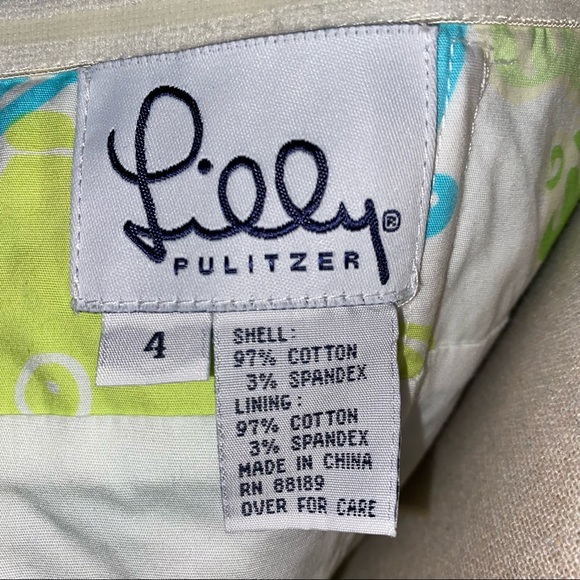 Lilly®
PULITZER
4
SHELL:
97% COTTON
3% SPANDEX
LINING:
97% COTTON
3% SPANDEX
MADE IN CHINA
RN 88189
OVER FOR CARE